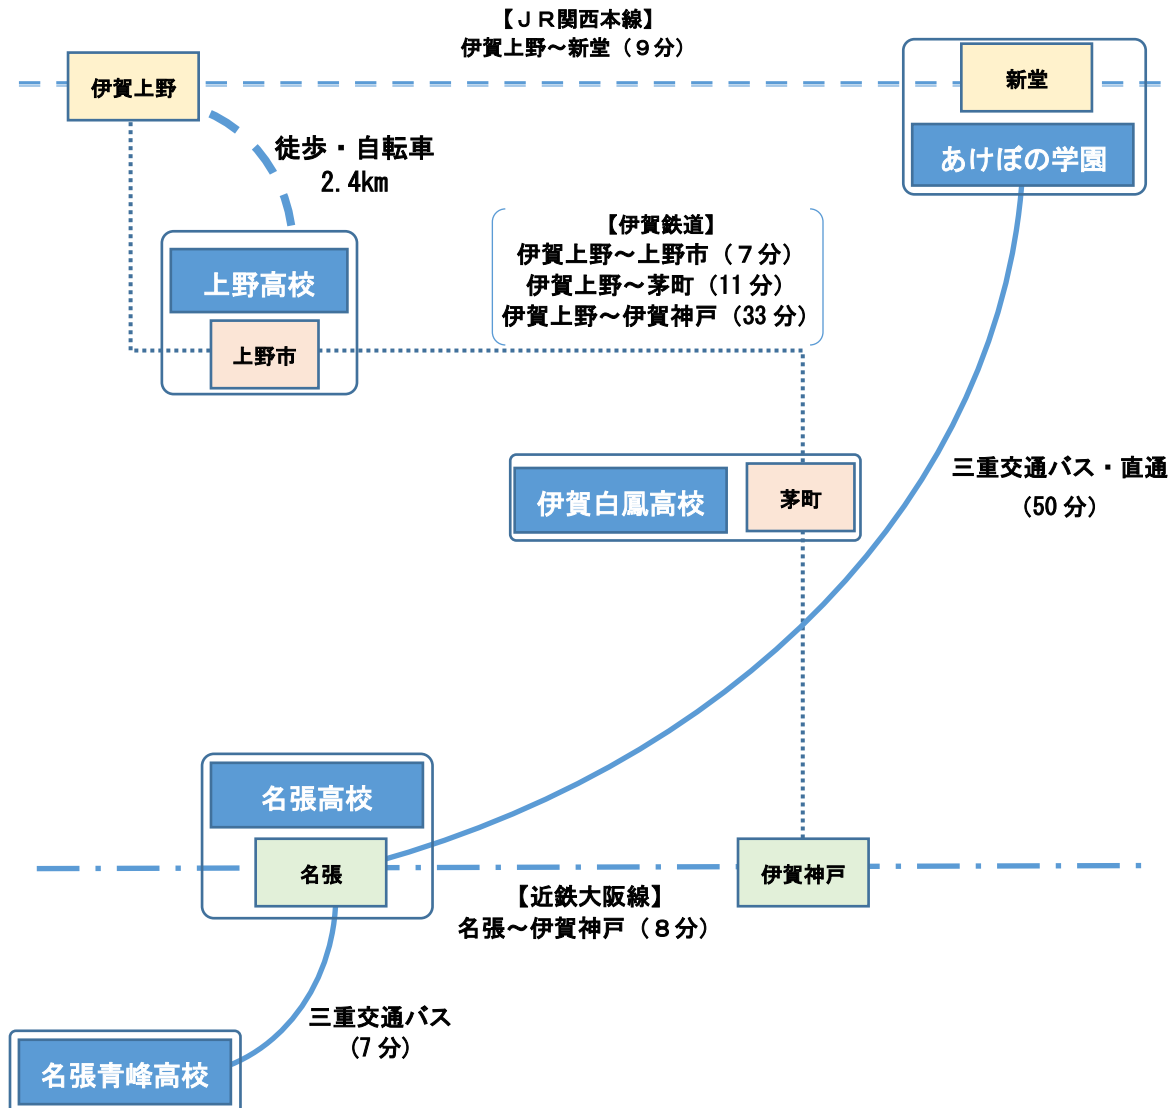 【ＪＲ関西本線】
伊賀上野～新堂（９分）
伊賀上野
新堂
あけぼの学園
徒歩・自転車
2.4km
【伊賀鉄道】
伊賀上野～上野市（７分）
伊賀上野～茅町（11 分）
伊賀上野～伊賀神戸（33 分）
上野高校
上野市
三重交通バス・直通
（50 分）
伊賀白鳳高校
茅町
名張高校
名張
伊賀神戸
【近鉄大阪線】
名張～伊賀神戸（８分）
三重交通バス
（7 分）
名張青峰高校